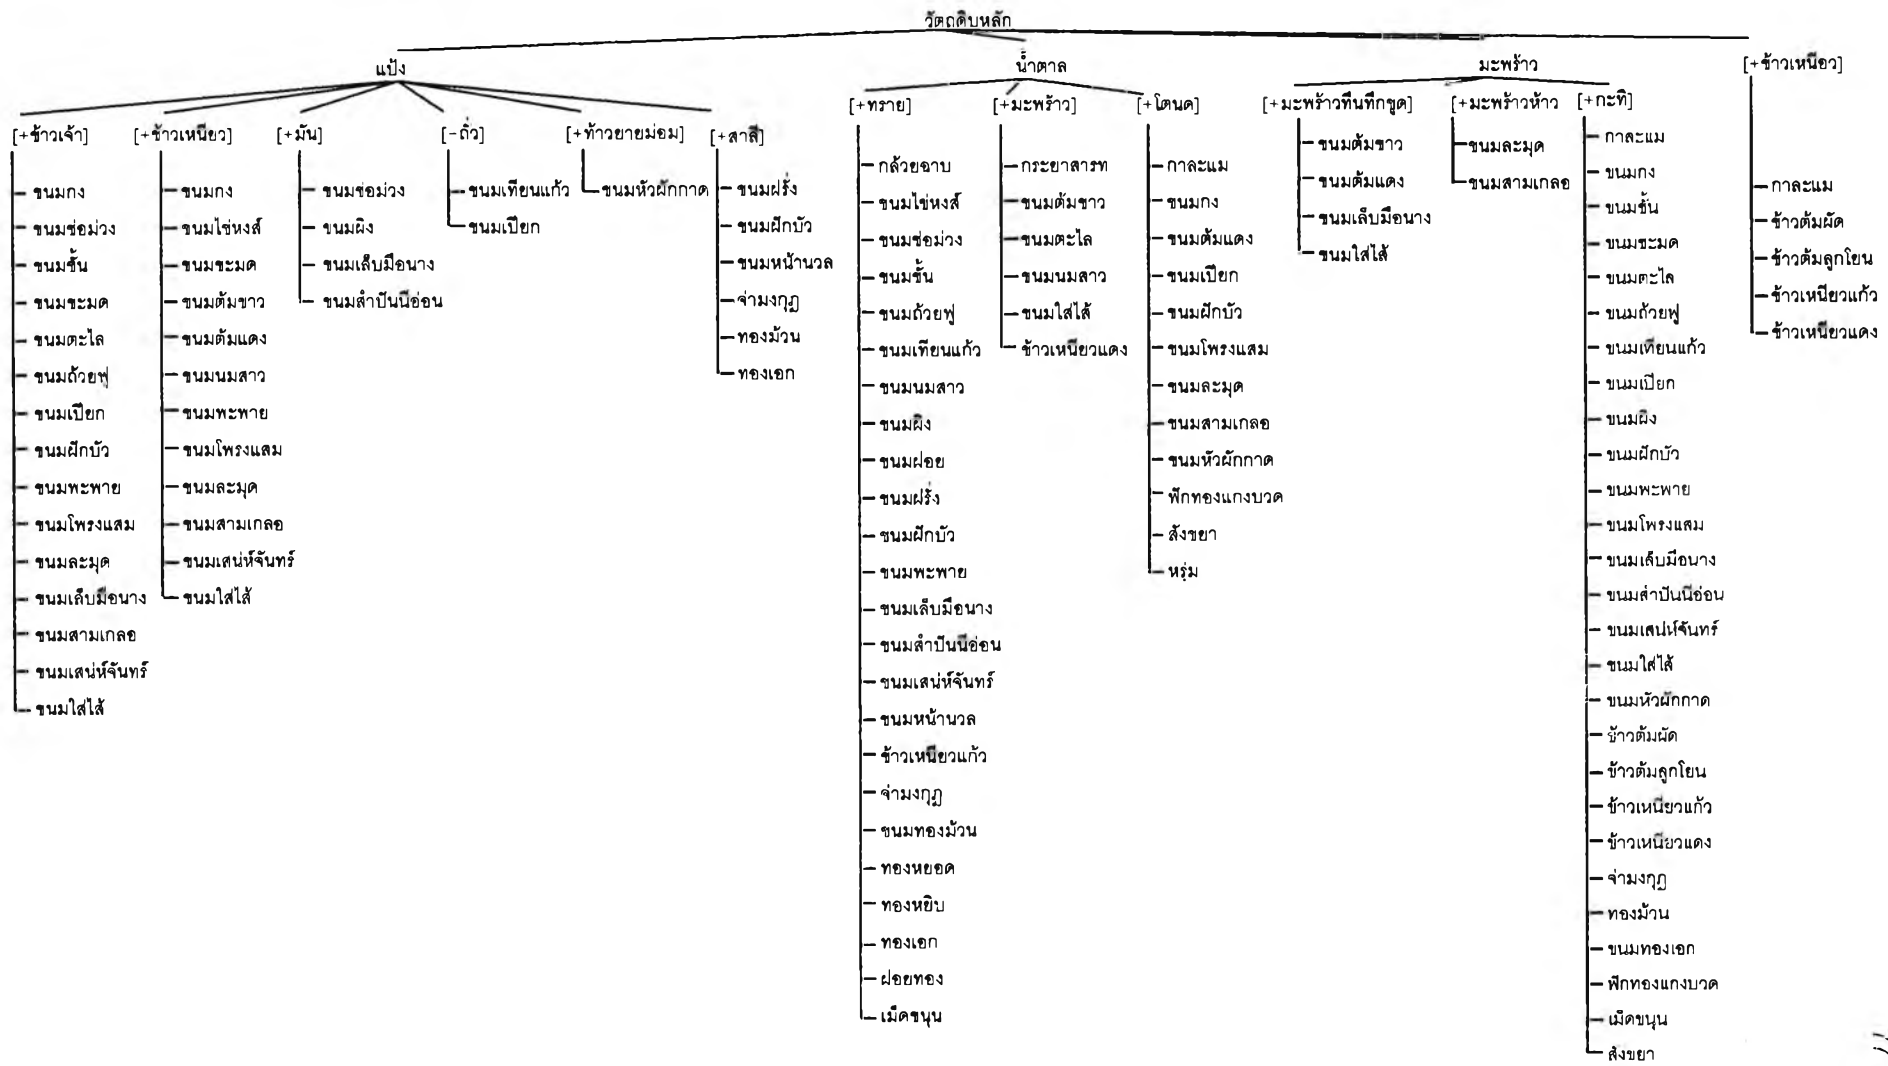 วัตถุดิบหลัก
แป้ง
[+ข้าวเจ้า]
ขนมกง
ขนมช่อม่วง
ขนมชั้น
ขนมชะมด
ขนมตะไล
ขนมถ้วยฟู
ขนมเปียก
ขนมฝักบัว
ขนมพะพาย
ขนมโพรงแสม
ขนมละมุด
ขนมเล็บมือนาง
ขนมสามเกลอ
ขนมเสน่ห์จันทร์
ขนมใส่ไส้
[+ข้าวเหนียว]
ขนมกง
ขนมไข่หงส์
ขนมชะมด
ขนมต้มขาว
ขนมต้มแดง
ขนมนมสาว
ขนมพะพาย
ขนมโพรงแสม
ขนมละมุด
ขนมสามเกลอ
ขนมเสน่ห์จันทร์
ขนมใส่ไส้
[+มัน]
ขนมช่อม่วง
ขนมผิง
ขนมเล็บมือนาง
ขนมสำปันนีอ่อน
[-ถั่ว]
ขนมเทียนแก้ว
ขนมเปียก
[+ท้าวยายม่อม]
ขนมหัวผักกาด
[+สาลี]
ขนมฝรั่ง
ขนมฝักบัว
ขนมหน้านวล
จ่ามงกุฎ
ทองม้วน
ทองเอก
น้ำตาล
[+ทราย]
กล้วยฉาบ
ขนมไข่หงส์
ขนมช่อม่วง
ขนมชั้น
ขนมถ้วยฟู
ขนมเทียนแก้ว
ขนมนมสาว
ขนมผิง
ขนมฝอย
ขนมฝรั่ง
ขนมฝักบัว
ขนมพะพาย
ขนมเล็บมือนาง
ขนมสำปันนีอ่อน
ขนมเสน่ห์จันทร์
ขนมหน้านวล
ข้าวเหนียวแก้ว
จ่ามงกุฎ
ขนมทองม้วน
ทองหยอด
ทองหยิบ
ทองเอก
ฝอยทอง
เม็ดขนุน
[+มะพร้าว]
กระยาสารท
ขนมต้มขาว
ขนมตะไล
ขนมนมสาว
ขนมใส่ไส้
ข้าวเหนียวแดง
[+โตนด]
กาละแม
ขนมกง
ขนมต้มแดง
ขนมเปียก
ขนมฝักบัว
ขนมโพรงแสม
ขนมละมุด
ขนมสามเกลอ
ขนมหัวผักกาด
ฟักทองแกงบวด
สังขยา
หรุ่ม
มะพร้าว
[+มะพร้าวทึนทึกขูด]
ขนมต้มขาว
ขนมต้มแดง
ขนมเล็บมือนาง
ขนมใส่ไส้
[+มะพร้าวห้าว]
ขนมละมุด
ขนมสามเกลอ
[+กะทิ]
กาละแม
ขนมกง
ขนมชั้น
ขนมชะมด
ขนมตะไล
ขนมถ้วยฟู
ขนมเทียนแก้ว
ขนมเปียก
ขนมผิง
ขนมฝักบัว
ขนมพะพาย
ขนมโพรงแสม
ขนมเล็บมือนาง
ขนมสำปันนีอ่อน
ขนมเสน่ห์จันทร์
ขนมใส่ไส้
ขนมหัวผักกาด
ข้าวต้มผัด
ข้าวต้มลูกโยน
ข้าวเหนียวแก้ว
ข้าวเหนียวแดง
จ่ามงกุฎ
ทองม้วน
ขนมทองเอก
ฟักทองแกงบวด
เม็ดขนุน
สังขยา
[+ข้าวเหนียว]
กาละแม
ข้าวต้มผัด
ข้าวต้มลูกโยน
ข้าวเหนียวแก้ว
ข้าวเหนียวแดง